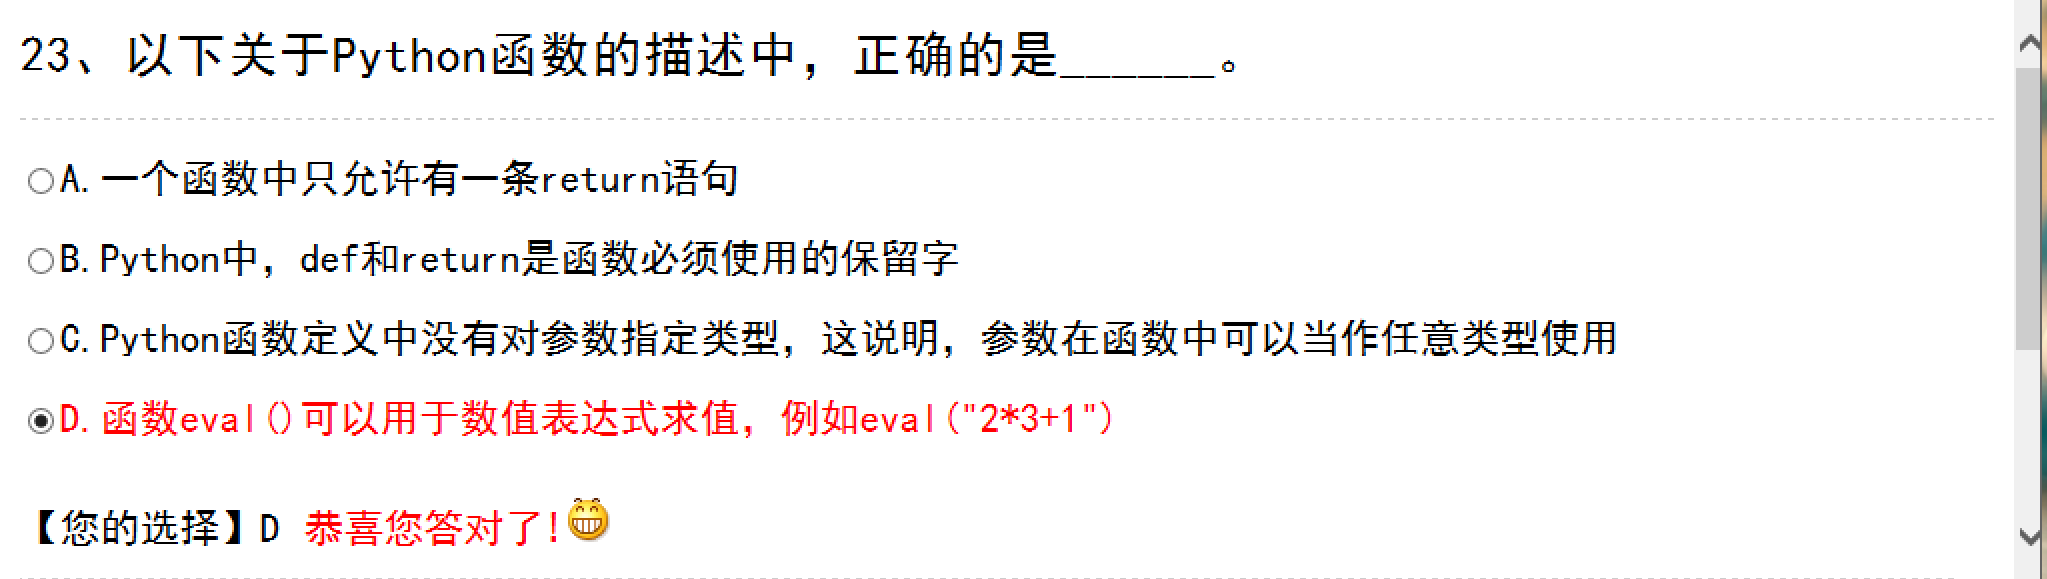 23、以下关于Python函数的描述中，正确的是______。
A. 一个函数中只允许有一条return语句
B. Python中，def和return是函数必须使用的保留字
C. Python函数定义中没有对参数指定类型，这说明，参数在函数中可以当作任意类型使用
D. 函数eval()可以用于数值表达式求值，例如eval("2*3+1")
【您的选择】D 恭喜您答对了!